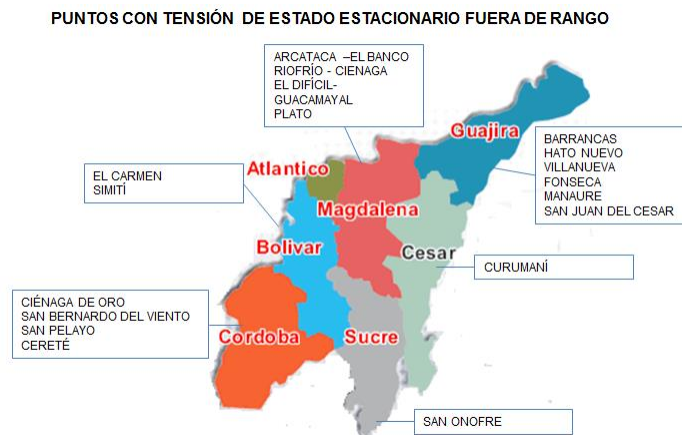 PUNTOS CON TENSIÓN DE ESTADO ESTACIONARIO FUERA DE RANGO
ARCATACA –EL BANCO
RIOFRÍO - CIENAGA
EL DIFÍCIL-
GUACAMAYAL
PLATO
Guajira
BARRANCAS
HATO NUEVO
VILLANUEVA
FONSECA
MANAURE
SAN JUAN DEL CESAR
EL CARMEN
SIMITÍ
Atlantico
Magdalena
Bolivar
Cesar
CURUMANÍ
CIÉNAGA DE ORO
SAN BERNARDO DEL VIENTO
SAN PELAYO
CERETÉ
Cordoba
Sucre
SAN ONOFRE